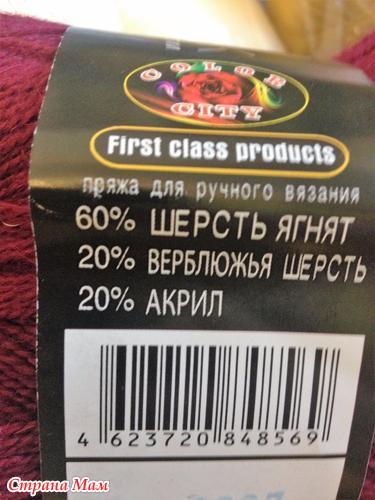 COLOR
CITY
First class products
пряжа для ручного вязания
60% ШЕРСТЬ ЯГНЯТ
20% ВЕРБЛЮЖЬЯ ШЕРСТЬ
20% АКРИЛ
4 623720 848569
Страна Мам